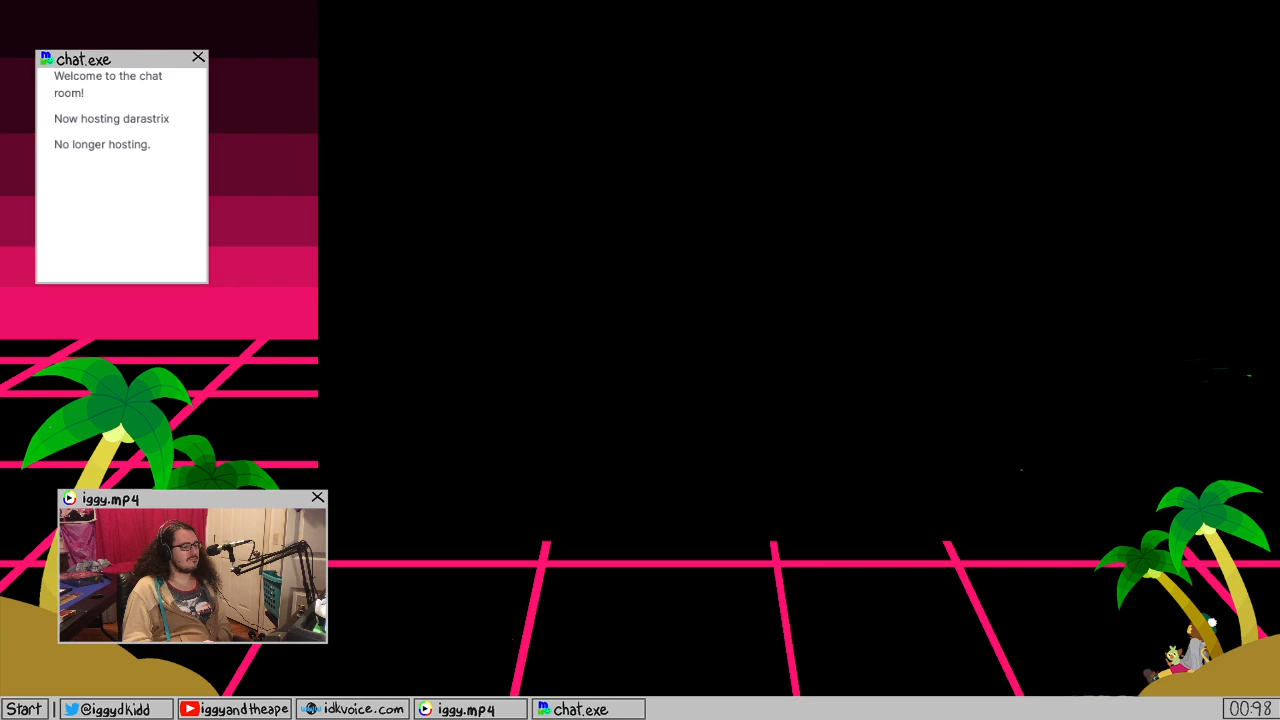 chat.exe
Welcome to the chat
room!
Now hosting darastrix
No longer hosting.
iggy.mp4
Start
@iggydkidd
iggyandtheape
www
idkvoice.com
iggy.mp4
chat.exe
00:98